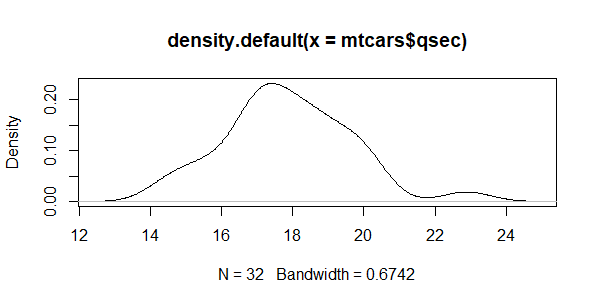 density.default(x = mtcars$qsec)
Density
0.00 0.10 0.20
12 14 16 18 20 22 24
N = 32 Bandwidth = 0.6742